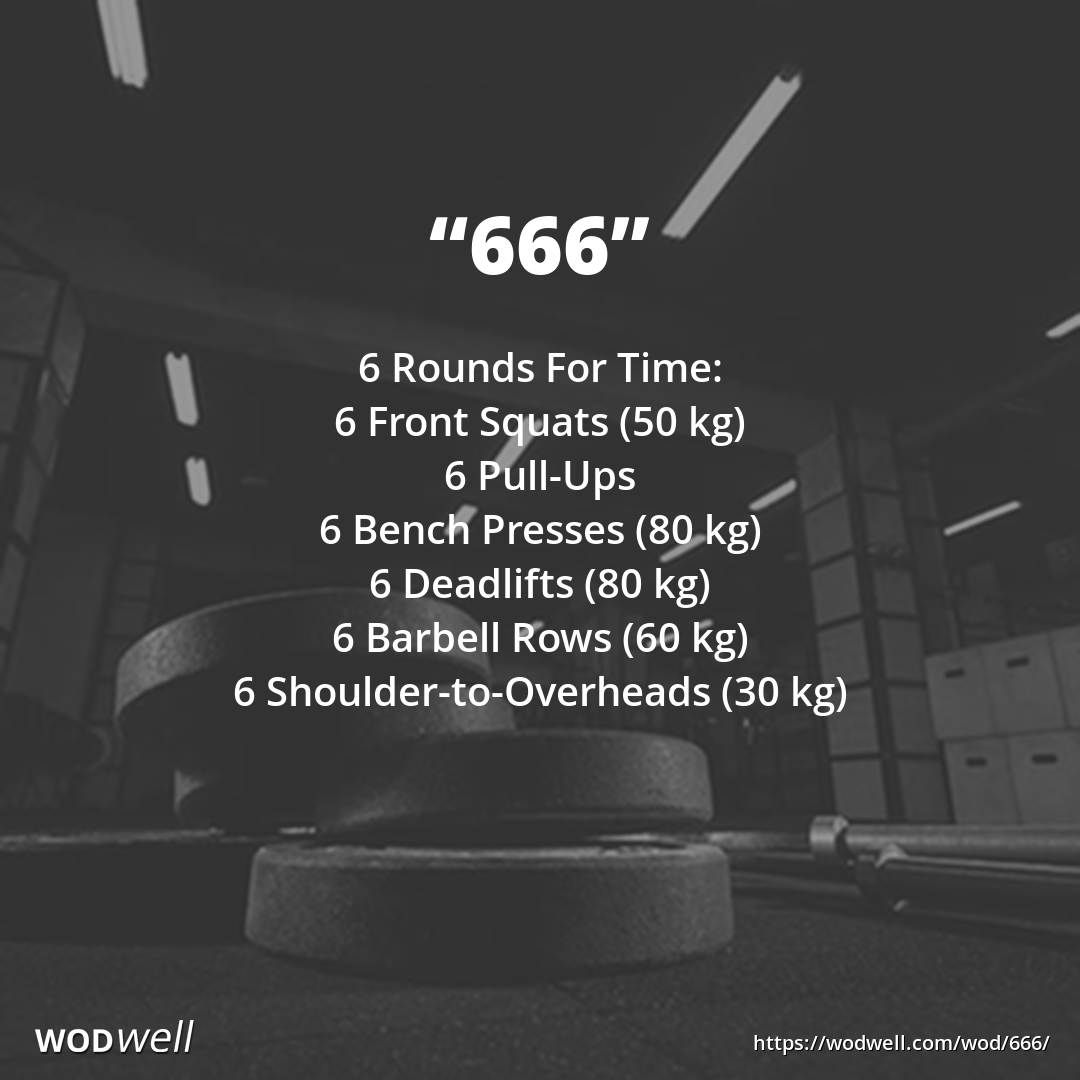 “666”
6 Rounds For Time:
6 Front Squats (50 kg)
6 Pull-Ups
6 Bench Presses (80 kg)
6 Deadlifts (80 kg)
6 Barbell Rows (60 kg)
6 Shoulder-to-Overheads (30 kg)
WODwell
https://wodwell.com/wod/666/